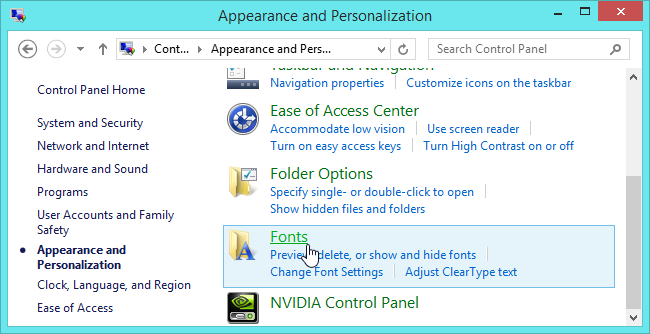 Appearance and Personalization
Cont... Appearance and Pers...
Search Control Panel
Control Panel Home
System and Security
Network and Internet
Hardware and Sound
Programs
User Accounts and Family
Safety
Appearance and
Personalization
Clock, Language, and Region
Ease of Access
Taskbar and Navigation
Navigation properties Customize icons on the taskbar
Ease of Access Center
Accommodate low vision Use screen reader
Turn on easy access keys Turn High Contrast on or off
Folder Options
Specify single- or double-click to open
Show hidden files and folders
Fonts
Preview, delete, or show and hide fonts
Change Font Settings Adjust ClearType text
NVIDIA Control Panel